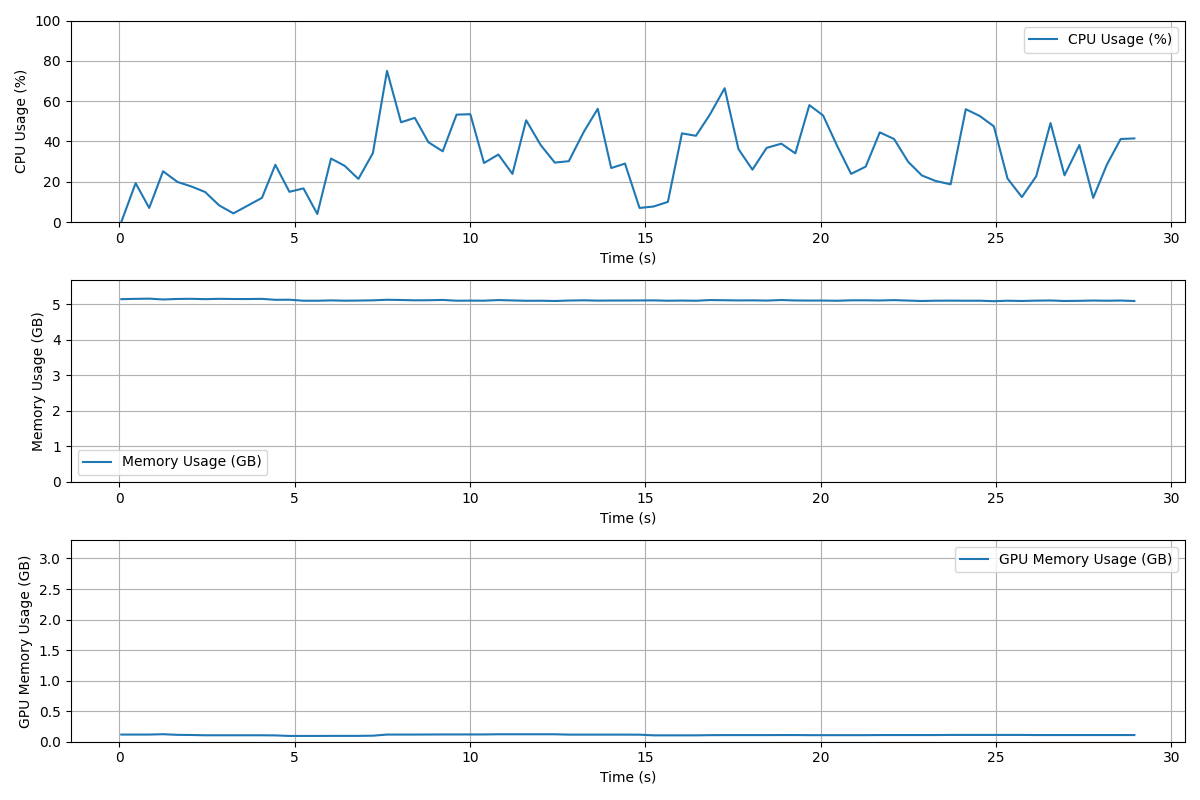 100
80
60
40
20
0
CPU Usage (%)
CPU Usage (%)
0 5 10 15 20 25 30
Time (s)
5
4
3
2
1
0
Memory Usage (GB)
Memory Usage (GB)
0 5 10 15 20 25 30
Time (s)
3.0
2.5
2.0
1.5
1.0
0.5
0.0
GPU Memory Usage (GB)
GPU Memory Usage (GB)
0 5 10 15 20 25 30
Time (s)